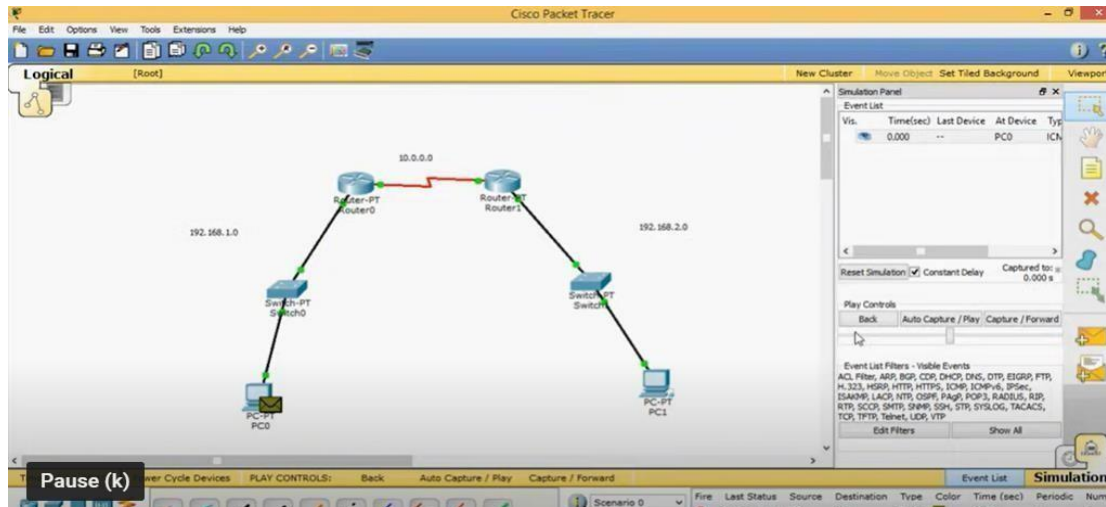 Cisco Packet Tracer
File Edit Options View Tools Extensions Help
Logical [Root] New Cluster Move Object Set Tiled Background Viewpor
Simulation Panel
Event List
Vis. Time(sec) Last Device At Device Typ
0.000 -- PC0 ICM
10.0.0.0
Router-PT
Router0
Router-PT
Router1
192.168.1.0
192.168.2.0
Reset Simulation Constant Delay Captured to:
0.000 s
Switch-PT
Switch0
Switch-PT
Play Controls
Back Auto Capture / Play Capture / Forward
Event List Filters - Visible Events
ACL Filter, ARP, BGP, CDP, DHCP, DNS, DTP, EIGRP, FTP,
H.323, HSRP, HTTP, HTTPS, ICMP, ICMPv6, IPSec,
ISAKMP, LACP, NTP, OSPF, PAgP, POP3, RADIUS, RIP,
RTP, SCCP, SMTP, SNMP, SSH, STP, SYSLOG, TACACS,
TCP, TFTP, Telnet, UDP, VTP
Edit Filters Show All
PC-PT
PC0
PC-PT
PC1
Pause (k)
wer Cycle Devices PLAY CONTROLS: Back Auto Capture / Play Capture / Forward Event List Simulation
Scenario 0 Fire Last Status Source Destination Type Color Time (sec) Periodic Num